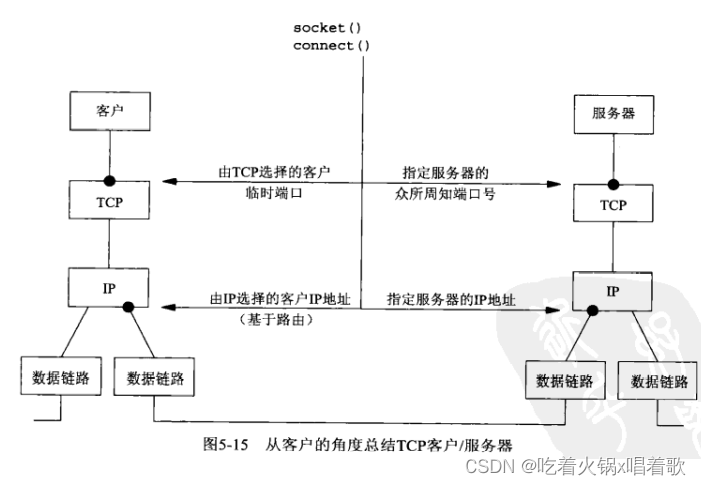 socket()
connect()
客户
服务器
由TCP选择的客户
临时端口
指定服务器的
众所周知端口号
TCP
TCP
IP
由IP选择的客户IP地址
(基于路由)
指定服务器的IP地址
IP
数据链路
数据链路
数据链路
数据链路
图5-15 从客户的角度总结TCP客户/服务器
CSDN @吃着火锅x唱着歌